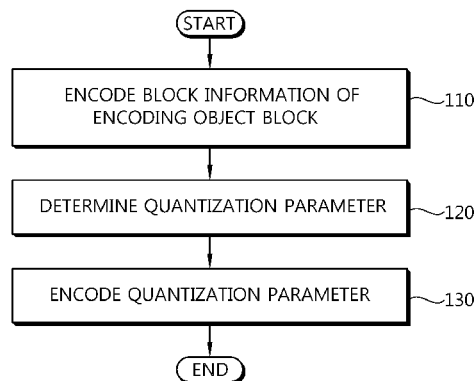 START
ENCODE BLOCK INFORMATION OF
ENCODING OBJECT BLOCK
110
DETERMINE QUANTIZATION PARAMETER
120
ENCODE QUANTIZATION PARAMETER
130
END